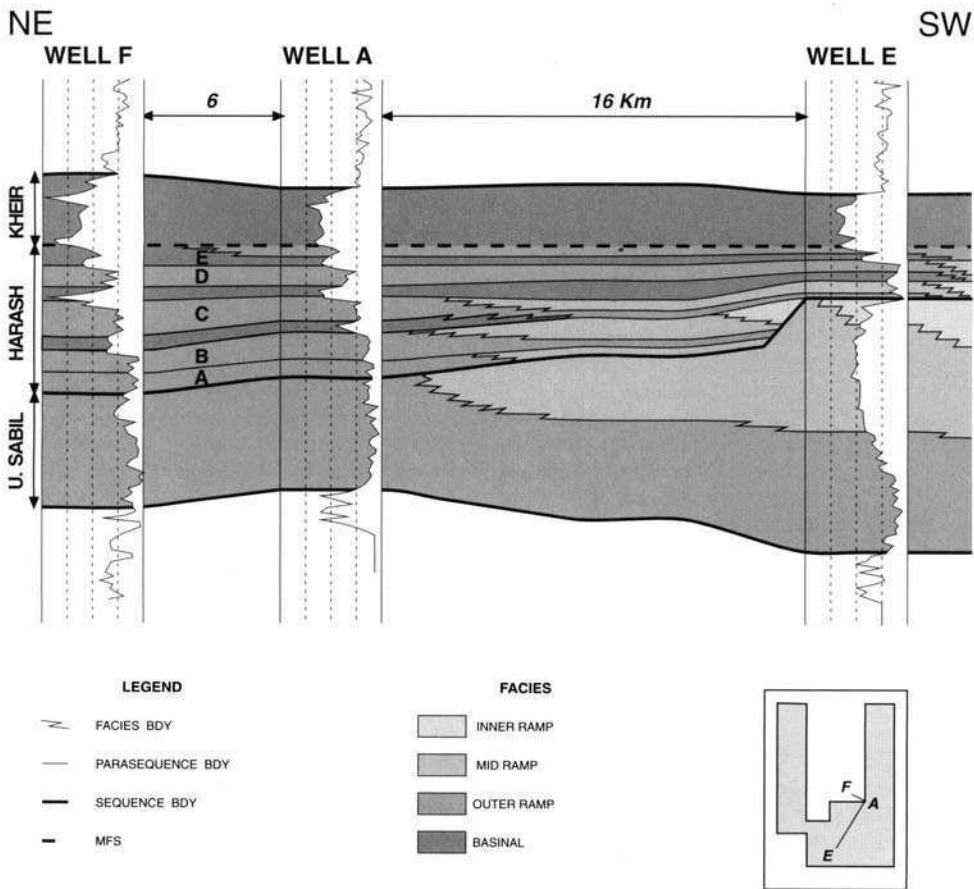 NE
SW
WELL F
WELL A
WELL E
6
16 Km
KHEIR
HARASH
U. SABIL
E
D
C
B
A
LEGEND
FACIES BDY
PARASEQUENCE BDY
SEQUENCE BDY
MFS
FACIES
INNER RAMP
MID RAMP
OUTER RAMP
BASINAL
F
A
E